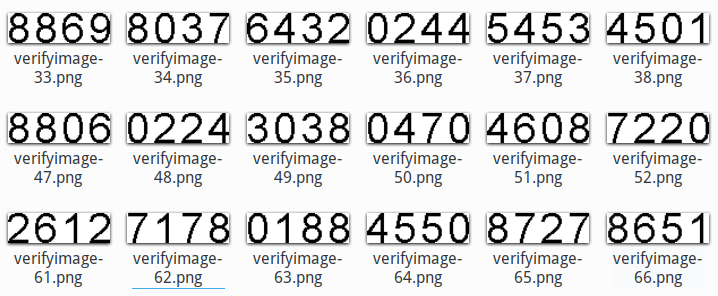 8869 8037 6432 0244 5453 4501
verifyimage-33.png verifyimage-34.png verifyimage-35.png verifyimage-36.png verifyimage-37.png verifyimage-38.png
8806 0224 3038 0470 4608 7220
verifyimage-47.png verifyimage-48.png verifyimage-49.png verifyimage-50.png verifyimage-51.png verifyimage-52.png
2612 7178 0188 4550 8727 8651
verifyimage-61.png verifyimage-62.png verifyimage-63.png verifyimage-64.png verifyimage-65.png verifyimage-66.png